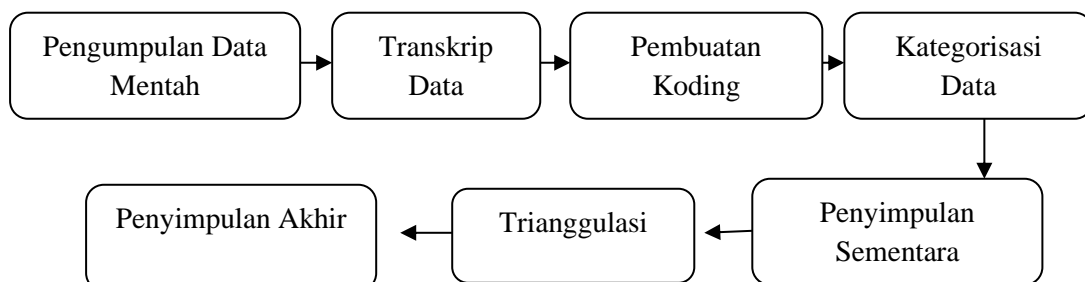 Pengumpulan Data
Mentah
Transkrip
Data
Pembuatan
Koding
Kategorisasi
Data
Penyimpulan
Sementara
Trianggulasi
Penyimpulan Akhir